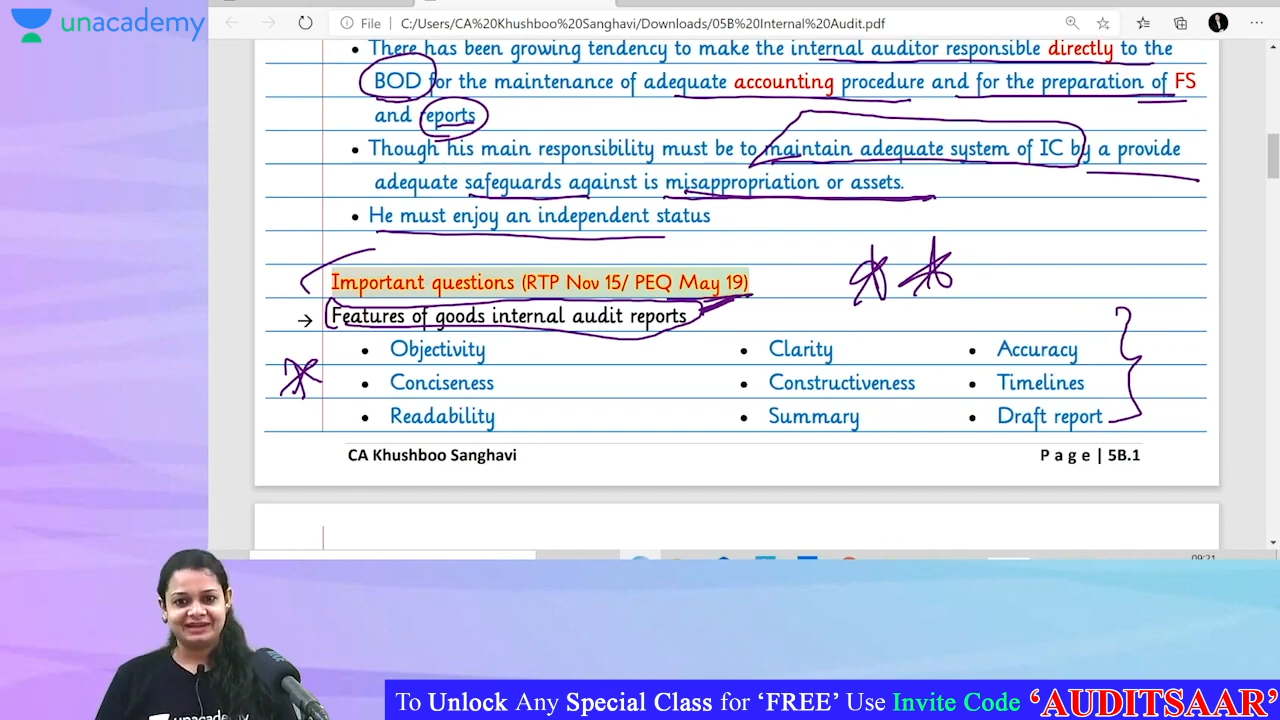 unacademy
File | C:/Users/CA%20Khushboo%20Sanghavi/Downloads/05B%20Internal%20Audit.pdf
• There has been growing tendency to make the internal auditor responsible directly to the
BOD for the maintenance of adequate accounting procedure and for the preparation of FS
and reports
• Though his main responsibility must be to maintain adequate system of IC by a provide
adequate safeguards against is misappropriation or assets.
• He must enjoy an independent status
Important questions (RTP Nov 15/ PEQ May 19)
Features of goods internal audit reports
• Objectivity • Clarity • Accuracy
• Conciseness • Constructiveness • Timelines
• Readability • Summary • Draft report
CA Khushboo Sanghavi P a g e | 5B.1
09:21
unacademy
To Unlock Any Special Class for ‘FREE’ Use Invite Code ‘AUDITSAAR’